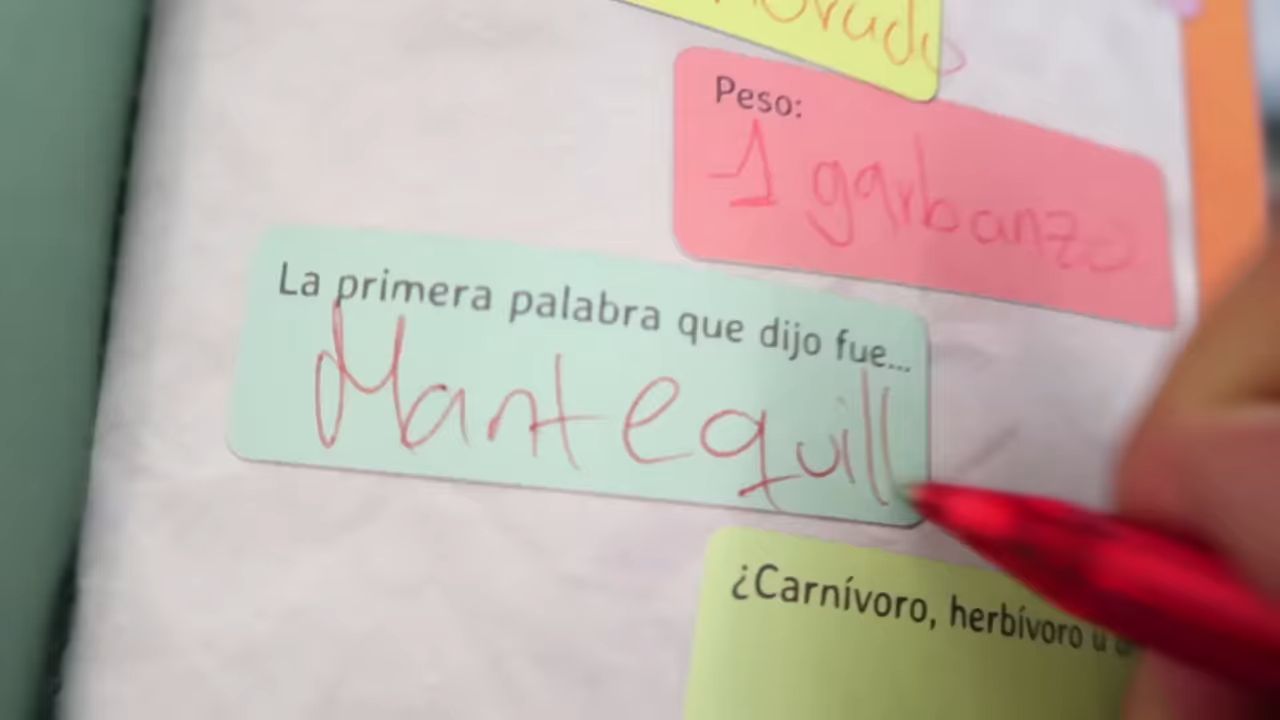 Peso:
1 garbanzo
La primera palabra que dijo fue...
Mantequill
¿Carnívoro, herbívoro u